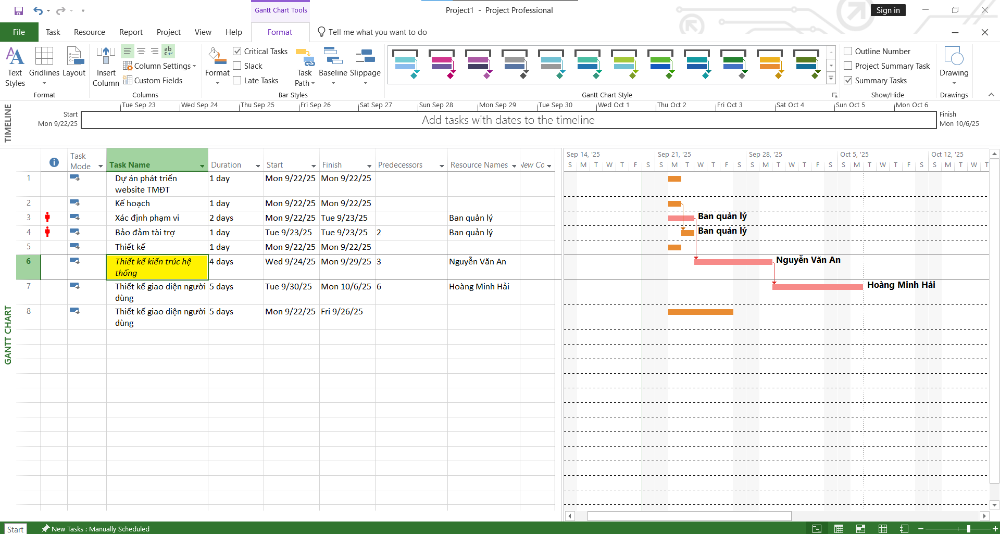 Gantt Chart Tools
Project1 - Project Professional
Sign in
File
Task
Resource
Report
Project
View
Help
Format
Tell me what you want to do
Text Styles
Gridlines
Layout
Format
Insert Column
Column Settings
Custom Fields
Columns
Format
Critical Tasks
Slack
Late Tasks
Task Path
Baseline
Slippage
Bar Styles
Gantt Chart Style
Outline Number
Project Summary Task
Summary Tasks
Show/Hide
Drawing
Drawings
TIMELINE
Tue Sep 23
Wed Sep 24
Thu Sep 25
Fri Sep 26
Sat Sep 27
Sun Sep 28
Mon Sep 29
Tue Sep 30
Wed Oct 1
Thu Oct 2
Fri Oct 3
Sat Oct 4
Sun Oct 5
Mon Oct 6
Start
Mon 9/22/25
Add tasks with dates to the timeline
Finish
Mon 10/6/25
GANTT CHART
Task Mode
Task Name
Duration
Start
Finish
Predecessors
Resource Names
New Co
1 Dự án phát triển 1 day Mon 9/22/25 Mon 9/22/25
website TMĐT
2 Kế hoạch 1 day Mon 9/22/25 Mon 9/22/25
3 Xác định phạm vi 2 days Mon 9/22/25 Tue 9/23/25 Ban quản lý
4 Bảo đảm tài trợ 1 day Tue 9/23/25 Tue 9/23/25 2 Ban quản lý
5 Thiết kế 1 day Mon 9/22/25 Mon 9/22/25
6 Thiết kế kiến trúc hệ 4 days Wed 9/24/25 Mon 9/29/25 3 Nguyễn Văn An
thống
7 Thiết kế giao diện người 5 days Tue 9/30/25 Mon 10/6/25 6 Hoàng Minh Hải
dùng
8 Thiết kế giao diện người 5 days Mon 9/22/25 Fri 9/26/25
dùng
Sep 14, '25
Sep 21, '25
Sep 28, '25
Oct 5, '25
Oct 12, '25
S M T W T F S S M T W T F S S M T W T F S S M T W T F S S M T W T
Ban quản lý
Ban quản lý
Nguyễn Văn An
Hoàng Minh Hải
Start
New Tasks : Manually Scheduled